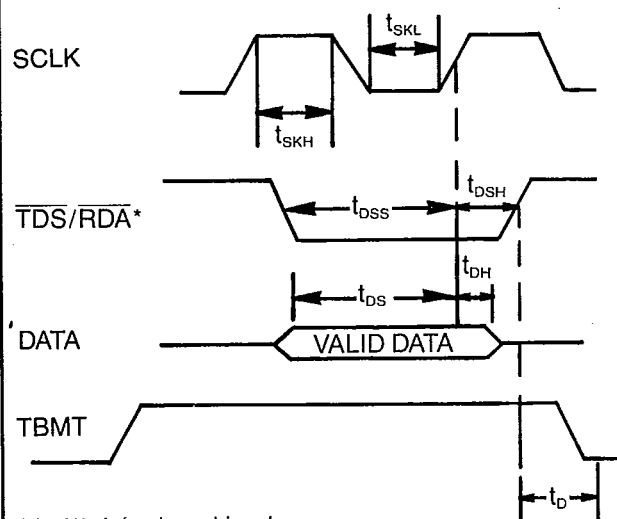 SCLK
tSKL
tSKH
TDS/RDA*
tDSS
tDSH
tDH
tDS
DATA
VALID DATA
TBMT
tD